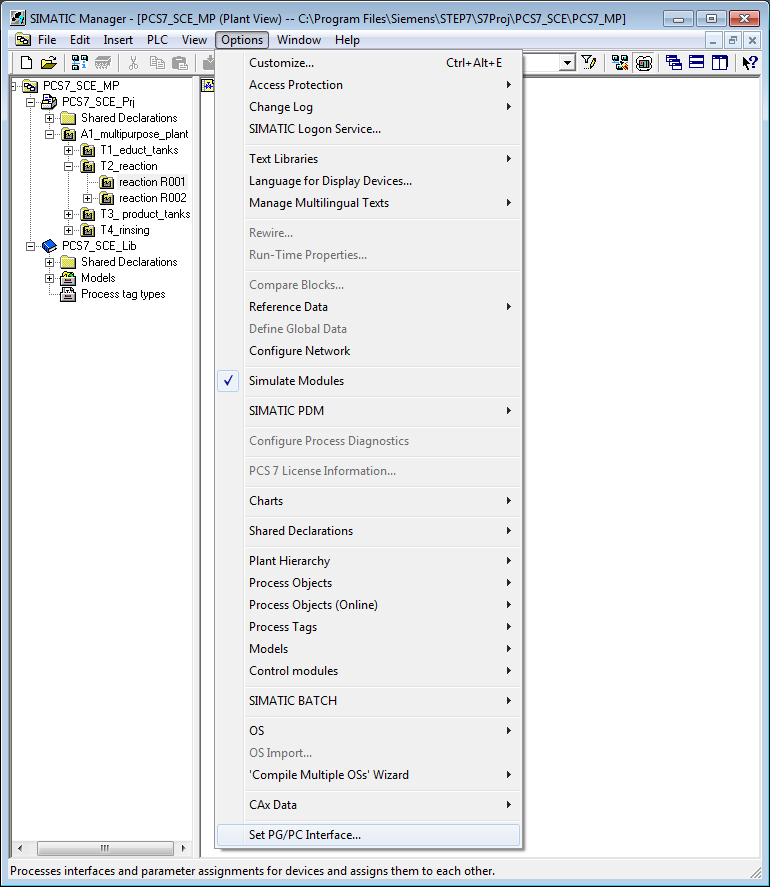 SIMATIC Manager - [PCS7_SCE_MP (Plant View) -- C:\Program Files\Siemens\STEP7\S7Proj\PCS7_SCE\PCS7_MP]
File Edit Insert PLC View Options Window Help
PCS7_SCE_MP
PCS7_SCE_Prj
Shared Declarations
A1_multipurpose_plant
T1_educt_tanks
T2_reaction
reaction R001
reaction R002
T3_ product_tanks
T4_rinsing
PCS7_SCE_Lib
Shared Declarations
Models
Process tag types
Customize... Ctrl+Alt+E
Access Protection
Change Log
SIMATIC Logon Service...
Text Libraries
Language for Display Devices...
Manage Multilingual Texts
Rewire...
Run-Time Properties...
Compare Blocks...
Reference Data
Define Global Data
Configure Network
Simulate Modules
SIMATIC PDM
Configure Process Diagnostics
PCS 7 License Information...
Charts
Shared Declarations
Plant Hierarchy
Process Objects
Process Objects (Online)
Process Tags
Models
Control modules
SIMATIC BATCH
OS
OS Import...
'Compile Multiple OSs' Wizard
CAx Data
Set PG/PC Interface...
Processes interfaces and parameter assignments for devices and assigns them to each other.